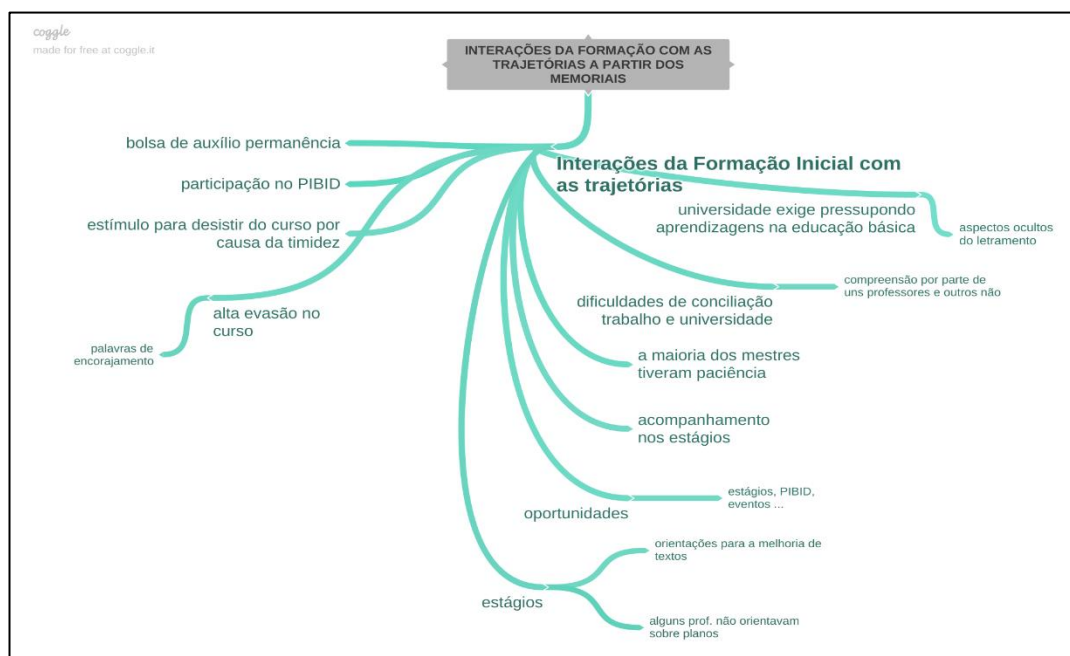 coggle
made for free at coggle.it
INTERAÇÕES DA FORMAÇÃO COM AS
TRAJETÓRIAS A PARTIR DOS
MEMORIAIS
Interações da Formação Inicial com
as trajetórias
bolsa de auxílio permanência
participação no PIBID
estímulo para desistir do curso por
causa da timidez
alta evasão no
curso
palavras de
encorajamento
universidade exige pressupondo
aprendizagens na educação básica
aspectos ocultos
do letramento
dificuldades de conciliação
trabalho e universidade
compreensão por parte de
uns professores e outros não
a maioria dos mestres
tiveram paciência
acompanhamento
nos estágios
oportunidades
estágios, PIBID,
eventos ...
estágios
orientações para a melhoria de
textos
alguns prof. não orientavam
sobre planos